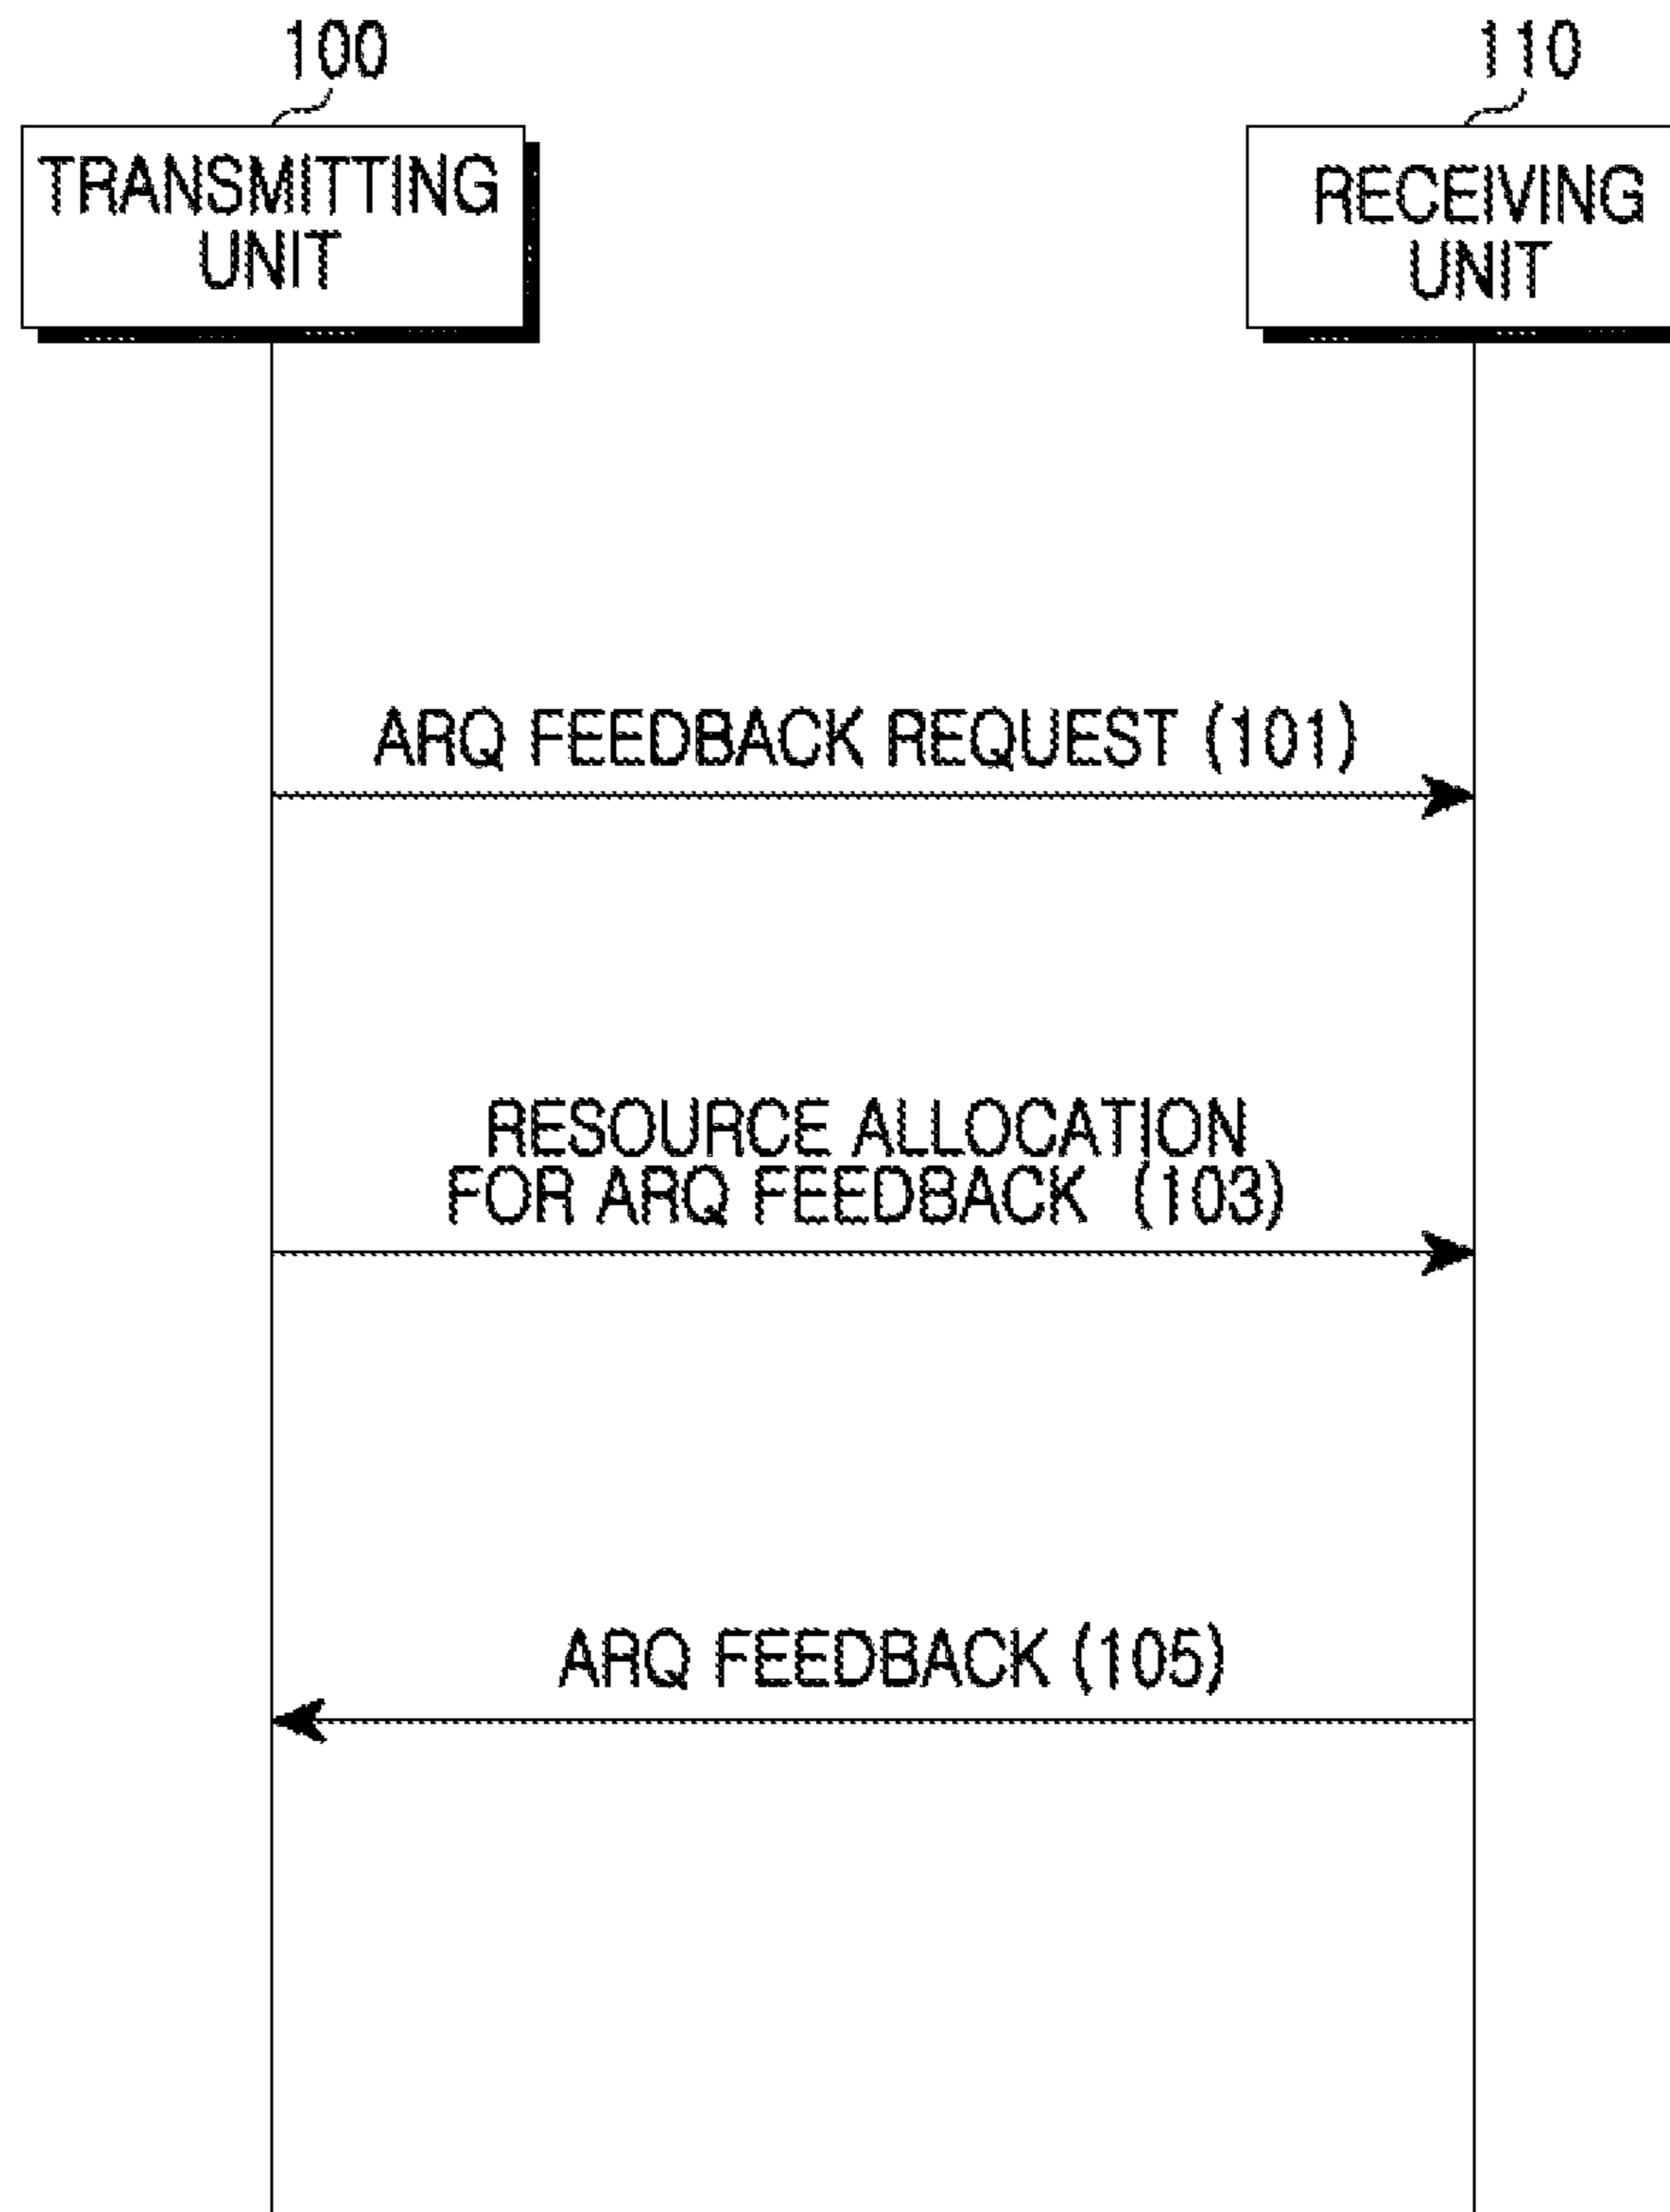 100
110
TRANSMITTING
UNIT
RECEIVING
UNIT
ARQ FEEDBACK REQUEST (101)
RESOURCE ALLOCATION
FOR ARQ FEEDBACK (103)
ARQ FEEDBACK (105)